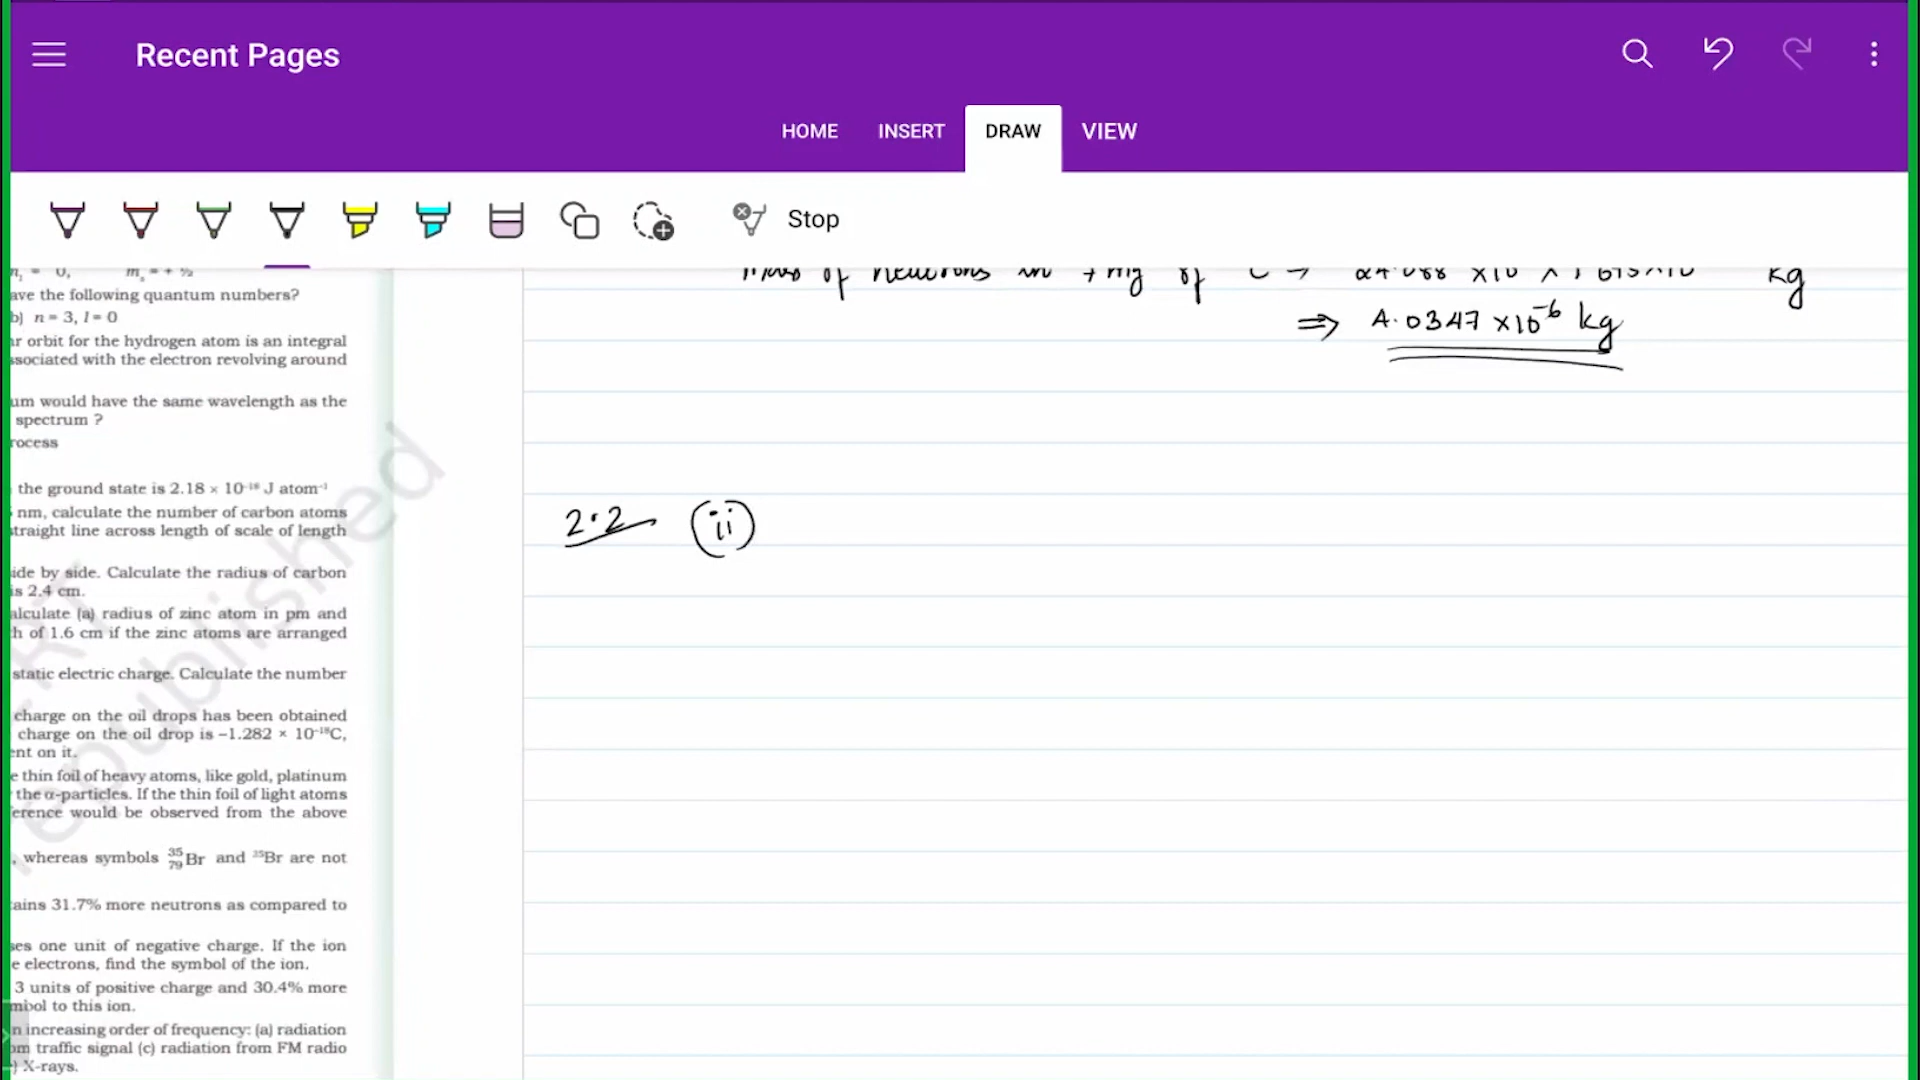 Recent Pages
HOME INSERT DRAW VIEW
Stop
ave the following quantum numbers?
b) n = 3, l = 0
r orbit for the hydrogen atom is an integral
ssociated with the electron revolving around
um would have the same wavelength as the
spectrum ?
rocess
the ground state is 2.18 × 10⁻¹⁸ J atom⁻¹
nm, calculate the number of carbon atoms
traight line across length of scale of length
ide by side. Calculate the radius of carbon
is 2.4 cm.
alculate (a) radius of zinc atom in pm and
h of 1.6 cm if the zinc atoms are arranged
static electric charge. Calculate the number
charge on the oil drops has been obtained
charge on the oil drop is –1.282 × 10⁻¹⁸C,
ent on it.
e thin foil of heavy atoms, like gold, platinum
the α-particles. If the thin foil of light atoms
erence would be observed from the above
, whereas symbols ³⁵₇₉Br and ³⁵Br are not
ains 31.7% more neutrons as compared to
ses one unit of negative charge. If the ion
e electrons, find the symbol of the ion.
3 units of positive charge and 30.4% more
mbol to this ion.
n increasing order of frequency: (a) radiation
om traffic signal (c) radiation from FM radio
) X-rays.
epublished
mass of neutrons in 7 mg of kg
⇒ 4.0347 ×10⁻⁶ kg
2.2 (ii)